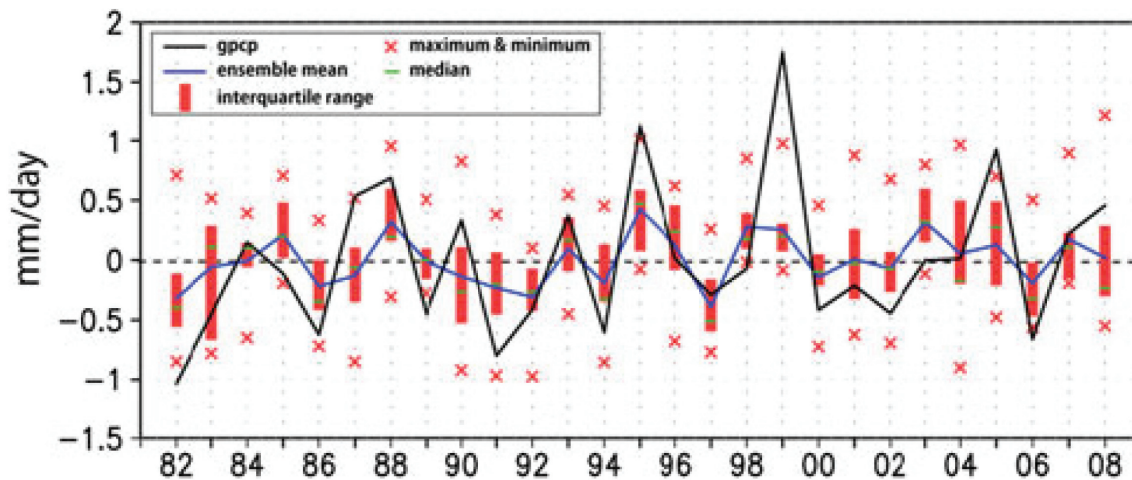 2
gpcp
maximum & minimum
1.5
ensemble mean
median
interquartile range
1
0.5
mm/day
0
−0.5
−1
−1.5
82 84 86 88 90 92 94 96 98 00 02 04 06 08